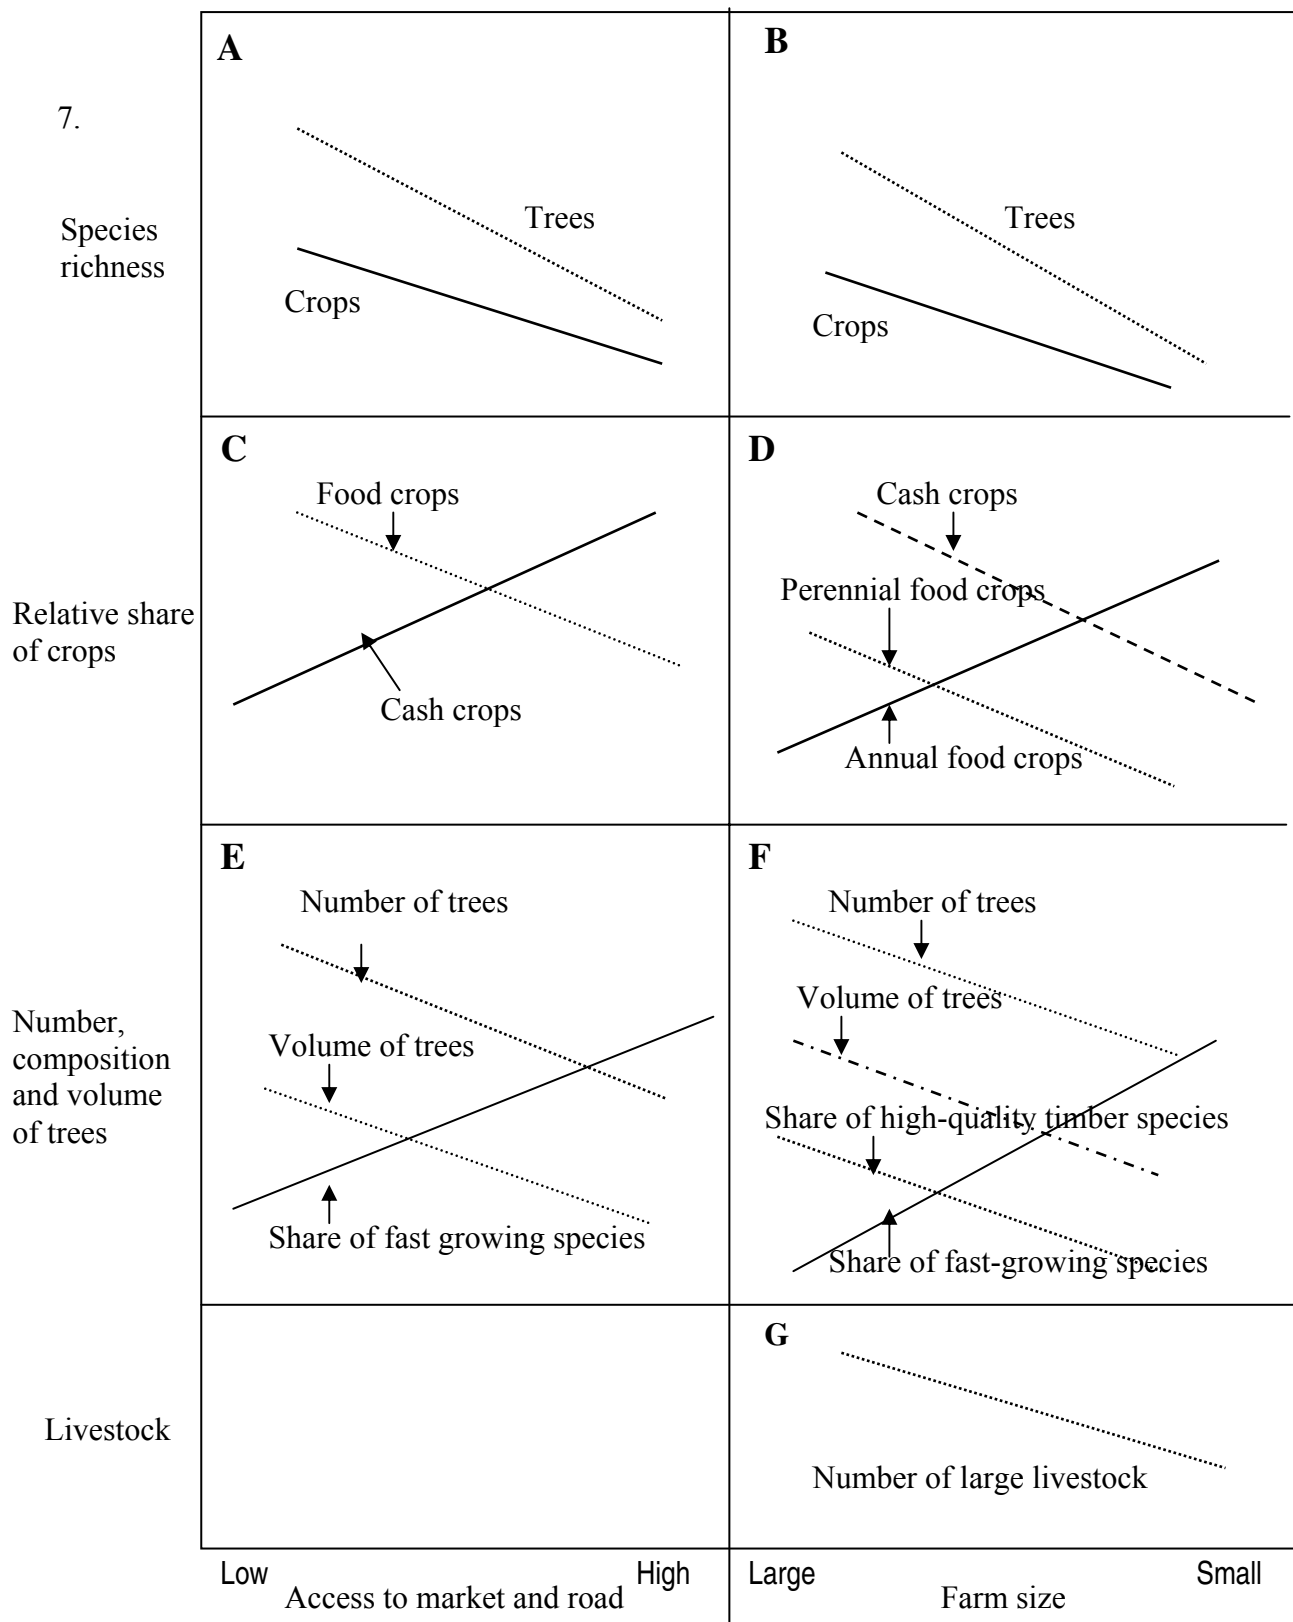 A
B
7.
Species
richness
Trees
Crops
Trees
Crops
C
D
Food crops
Cash crops
Cash crops
Perennial food crops
Annual food crops
Relative share
of crops
E
F
Number of trees
Volume of trees
Share of fast growing species
Number of trees
Volume of trees
Share of high-quality timber species
Share of fast-growing species
Number,
composition
and volume
of trees
G
Livestock
Number of large livestock
Low
High
Access to market and road
Large
Small
Farm size